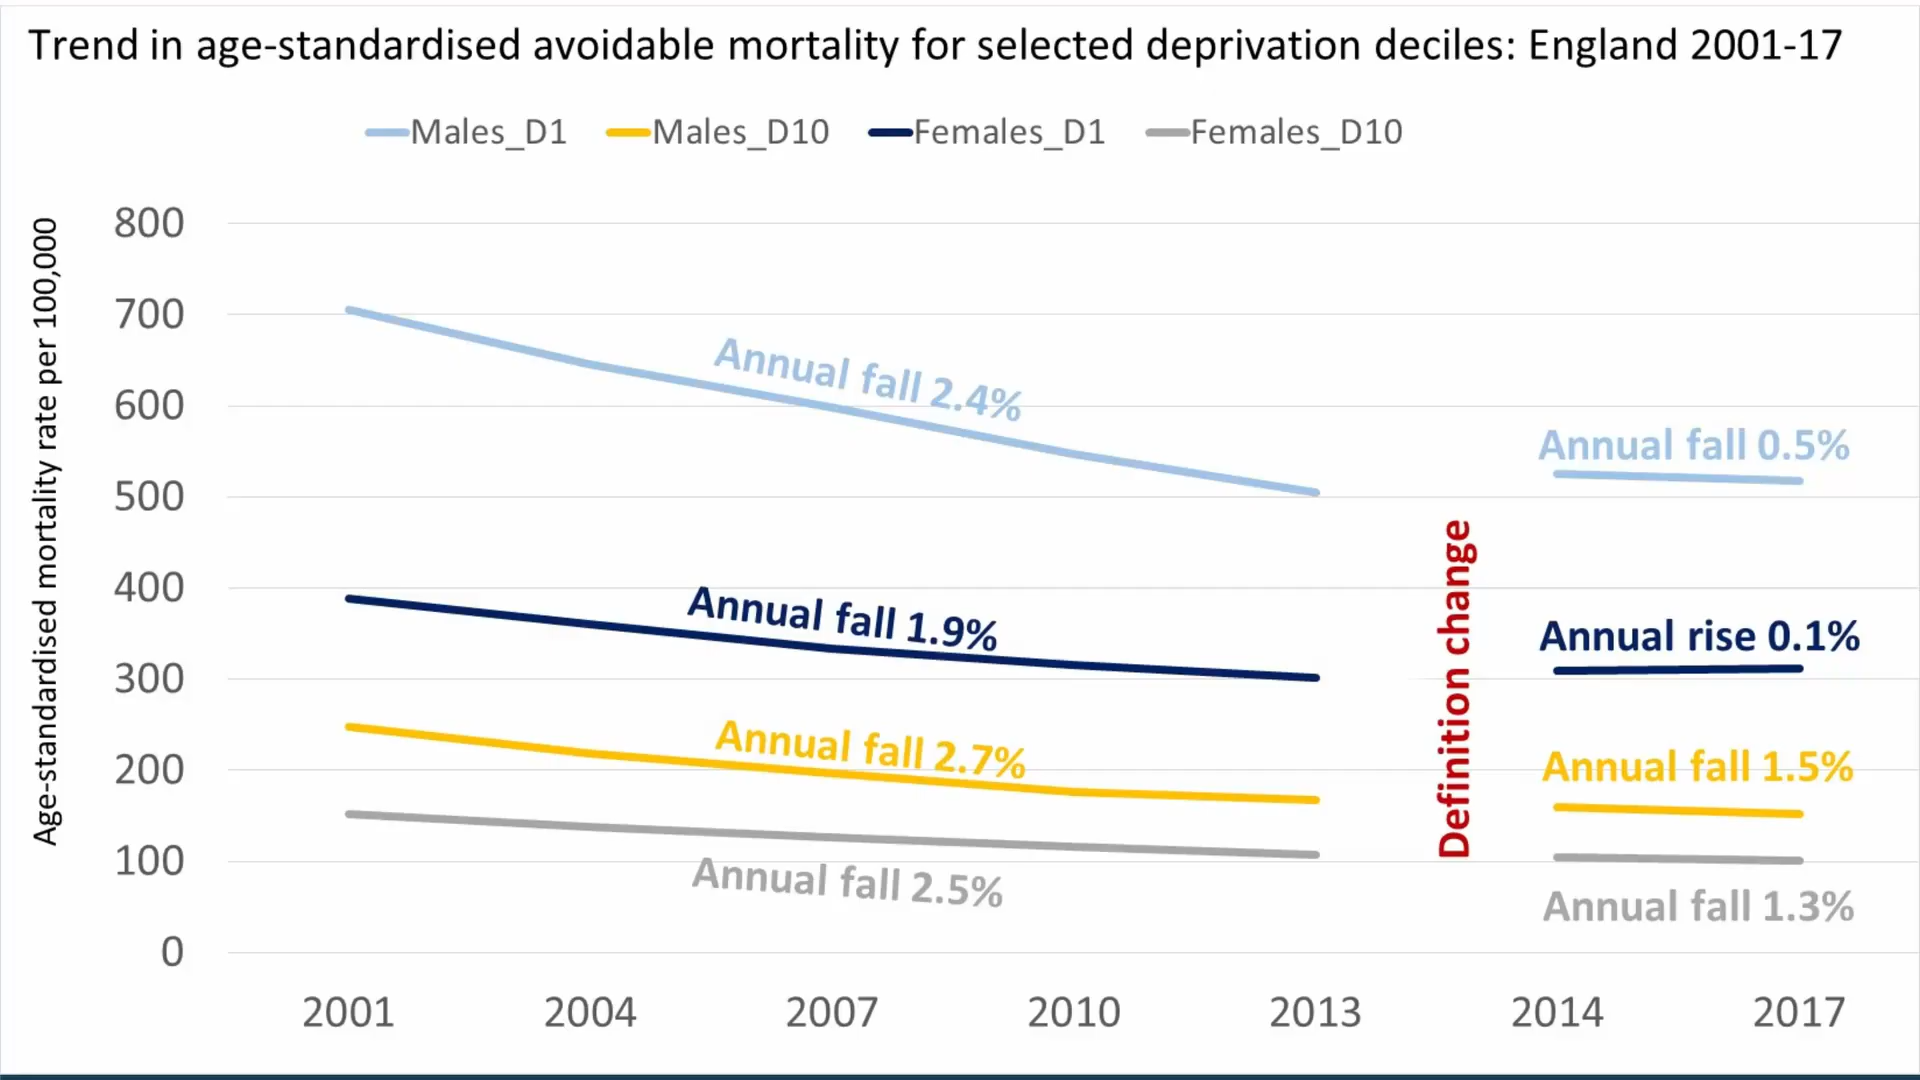 Trend in age-standardised avoidable mortality for selected deprivation deciles: England 2001-17
Males_D1 Males_D10 Females_D1 Females_D10
Age-standardised mortality rate per 100,000
800
700
600
500
400
300
200
100
0
Annual fall 2.4%
Annual fall 0.5%
Annual fall 1.9%
Annual rise 0.1%
Annual fall 2.7%
Annual fall 1.5%
Annual fall 2.5%
Annual fall 1.3%
Definition change
2001 2004 2007 2010 2013 2014 2017